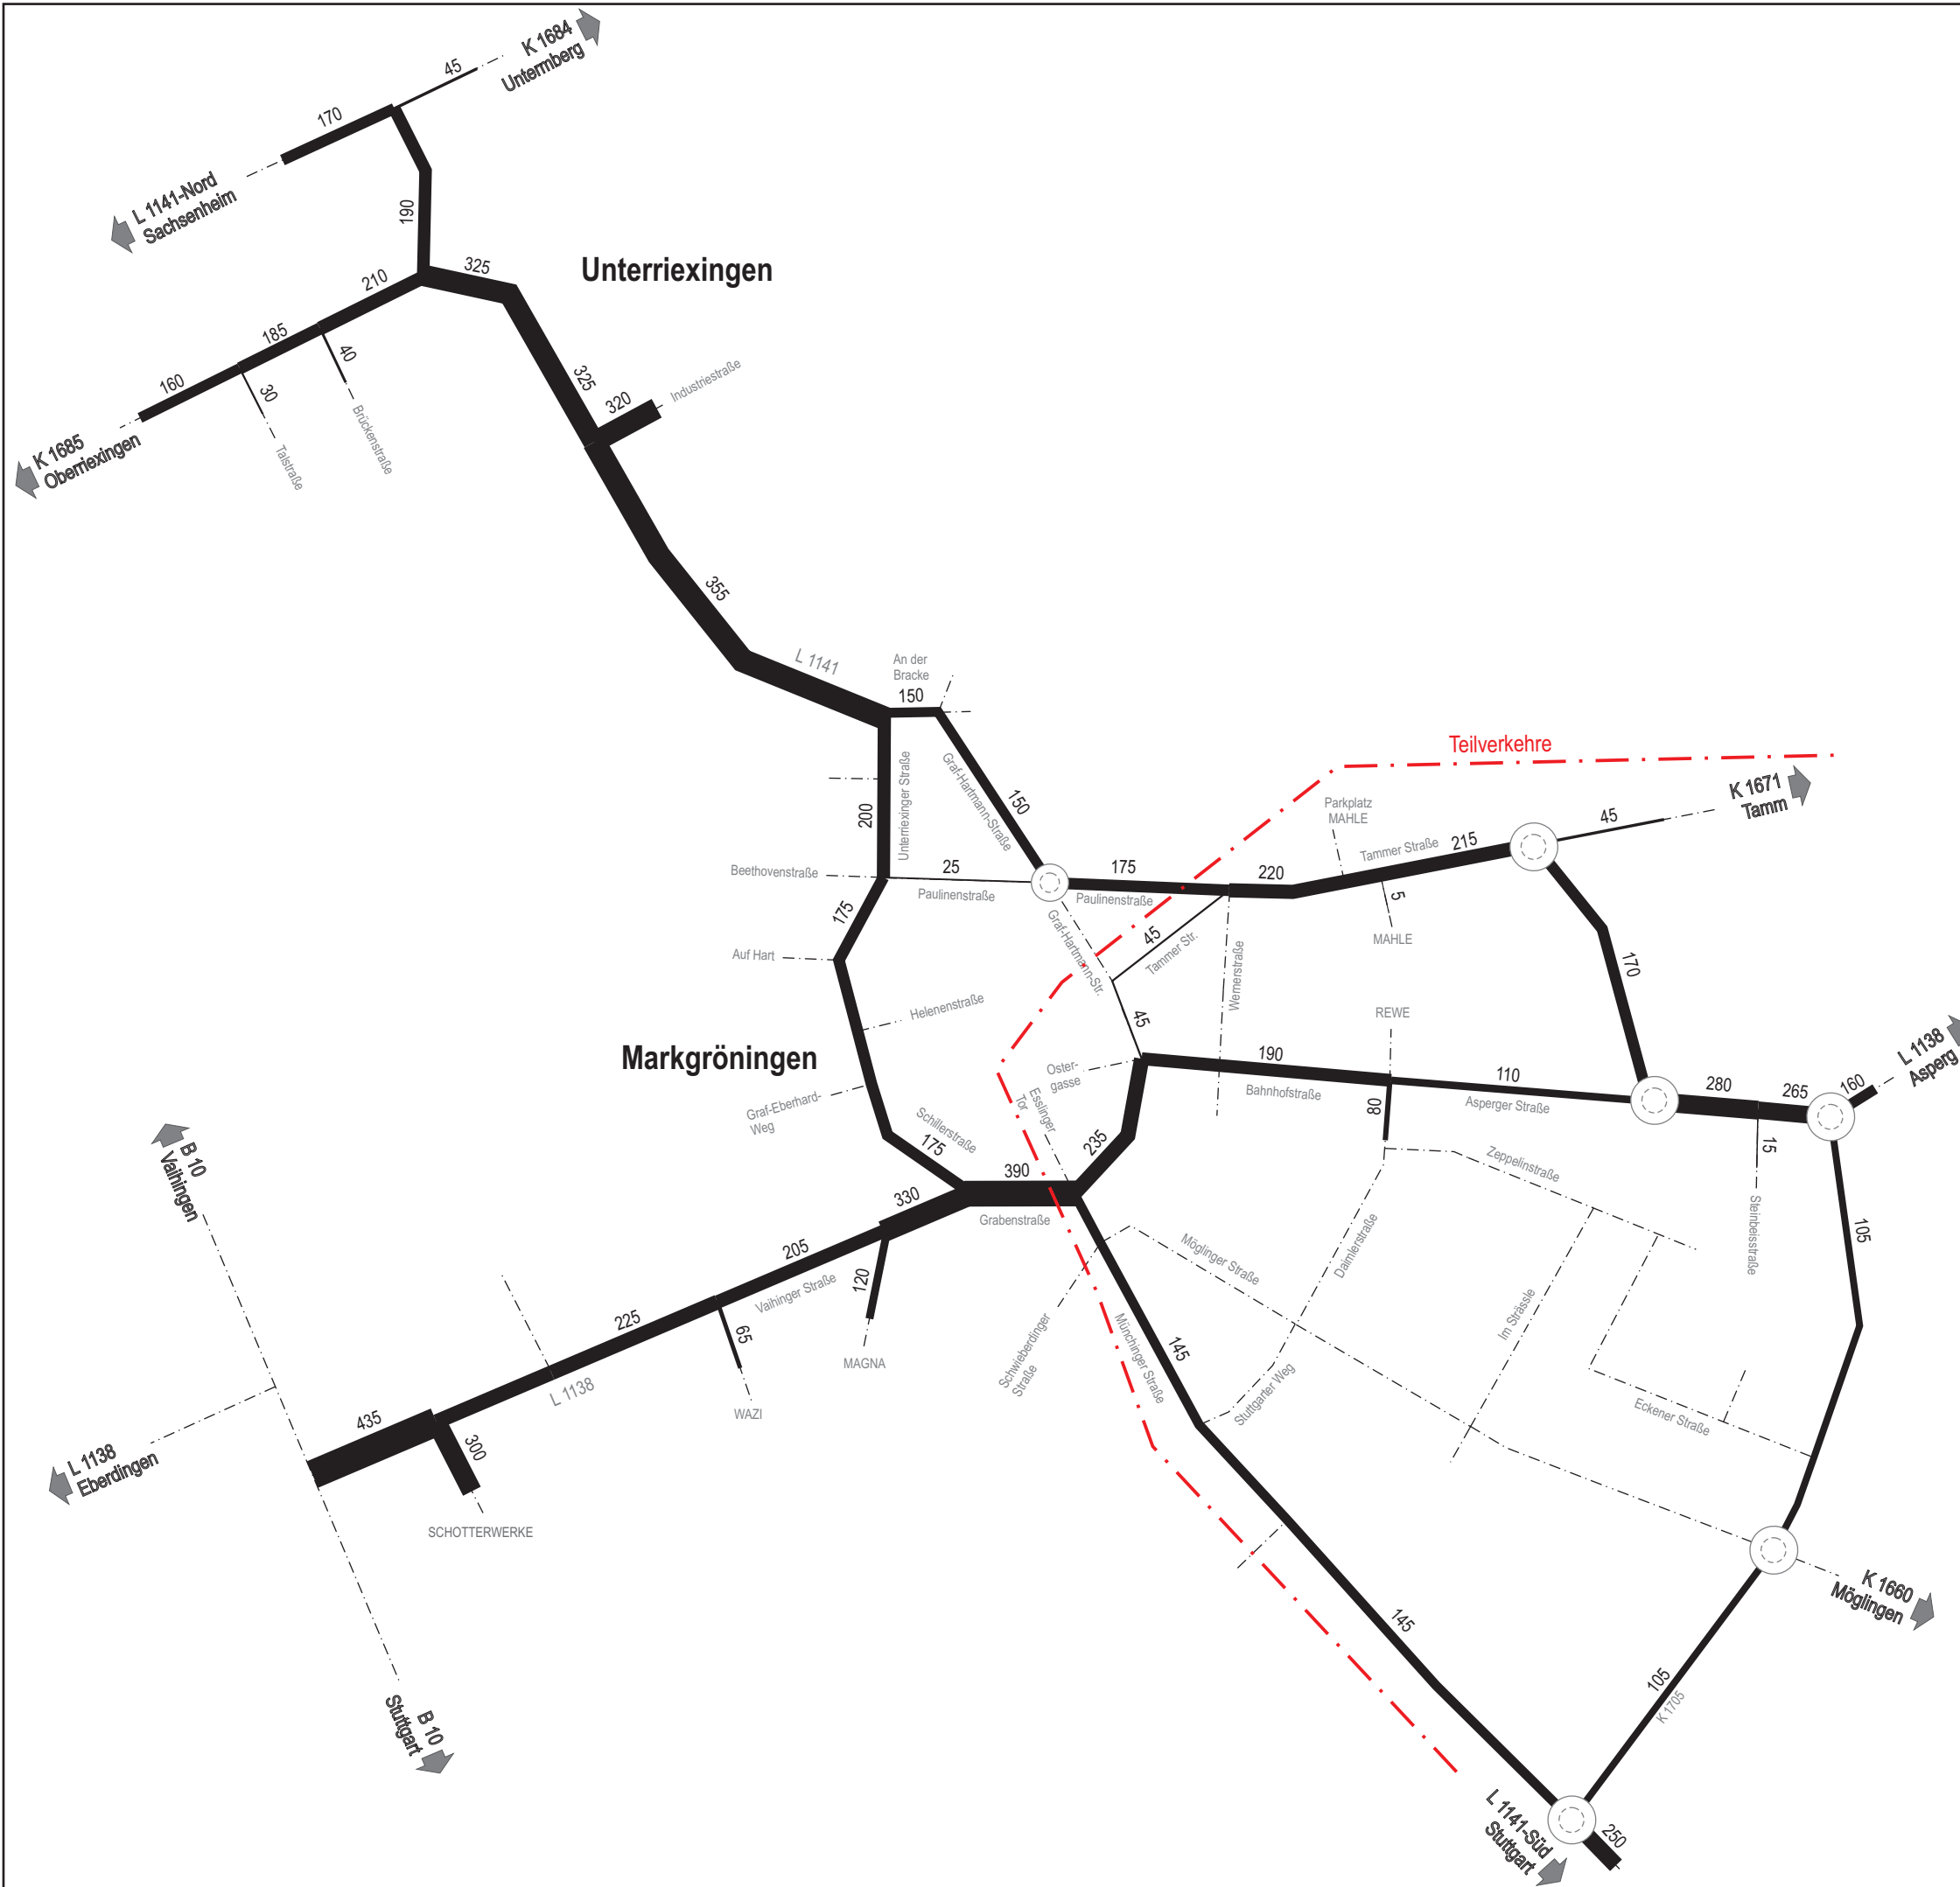 K 1684
Untermberg
45
170
L 1141-Nord
Sachsenheim
190
Unterriexingen
325
210
185
40
160
30
325
320
Industriestraße
Brückenstraße
Talstraße
K 1685
Oberriexingen
355
L 1141
An der
Bracke
150
Unterriexinger Straße
200
Graf-Hartmann-Straße
150
Teilverkehre
K 1671
Tamm
45
Parkplatz
MAHLE
Tammer Straße
215
Beethovenstraße
25
Paulinenstraße
175
Paulinenstraße
220
5
MAHLE
175
Auf Hart
Graf-Hartmann-Str.
45
Tammer Str.
Wernerstraße
170
Helenenstraße
45
REWE
Markgröningen
Oster-
gasse
190
Bahnhofstraße
110
Asperger Straße
280
265
160
L 1138
Asperg
Graf-Eberhard-
Weg
Esslinger
Tor
80
15
Schillerstraße
175
235
Zeppelinstraße
Steinbeisstraße
B 10
Vaihingen
330
390
Grabenstraße
105
205
Vaihinger Straße
120
Möglinger Straße
Daimlerstraße
Im Strässle
225
65
MAGNA
Schwieberdinger
Straße
Münchinger Straße
145
Stuttgarter Weg
L 1138
WAZI
Eckener Straße
435
300
L 1138
Eberdingen
SCHOTTERWERKE
K 1660
Möglingen
145
105
K 1705
B 10
Stuttgart
L 1141-Süd
Stuttgart
250